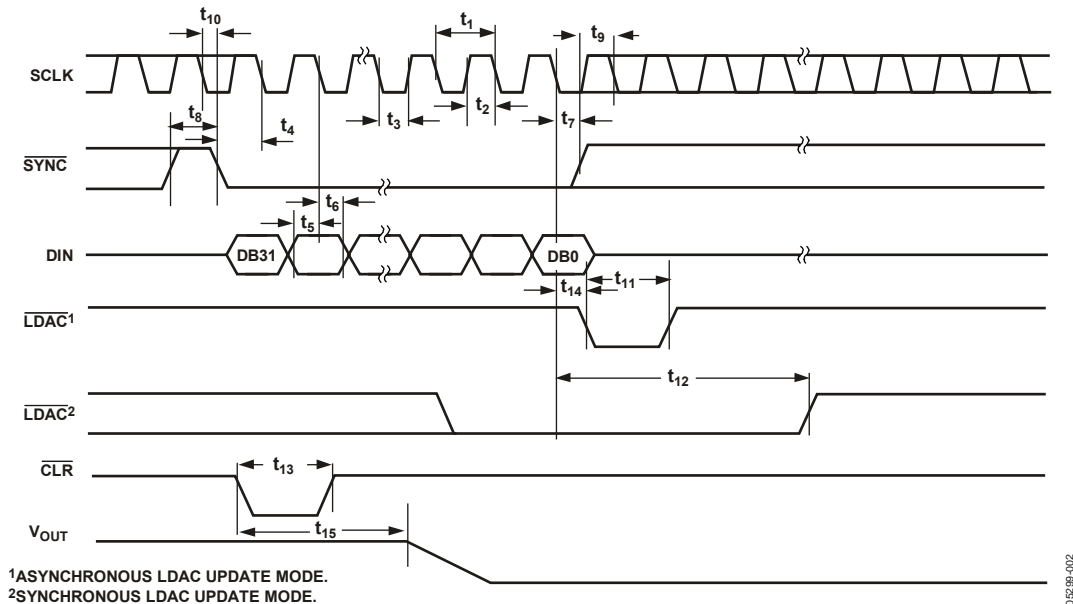 t10
t1
t9
SCLK
t8
t4
t3
t2
t7
SYNC
t6
t5
DIN
DB31
DB0
t14
t11
LDAC1
t12
LDAC2
CLR
t13
VOUT
t15
1ASYNCHRONOUS LDAC UPDATE MODE.
2SYNCHRONOUS LDAC UPDATE MODE.
05299-002